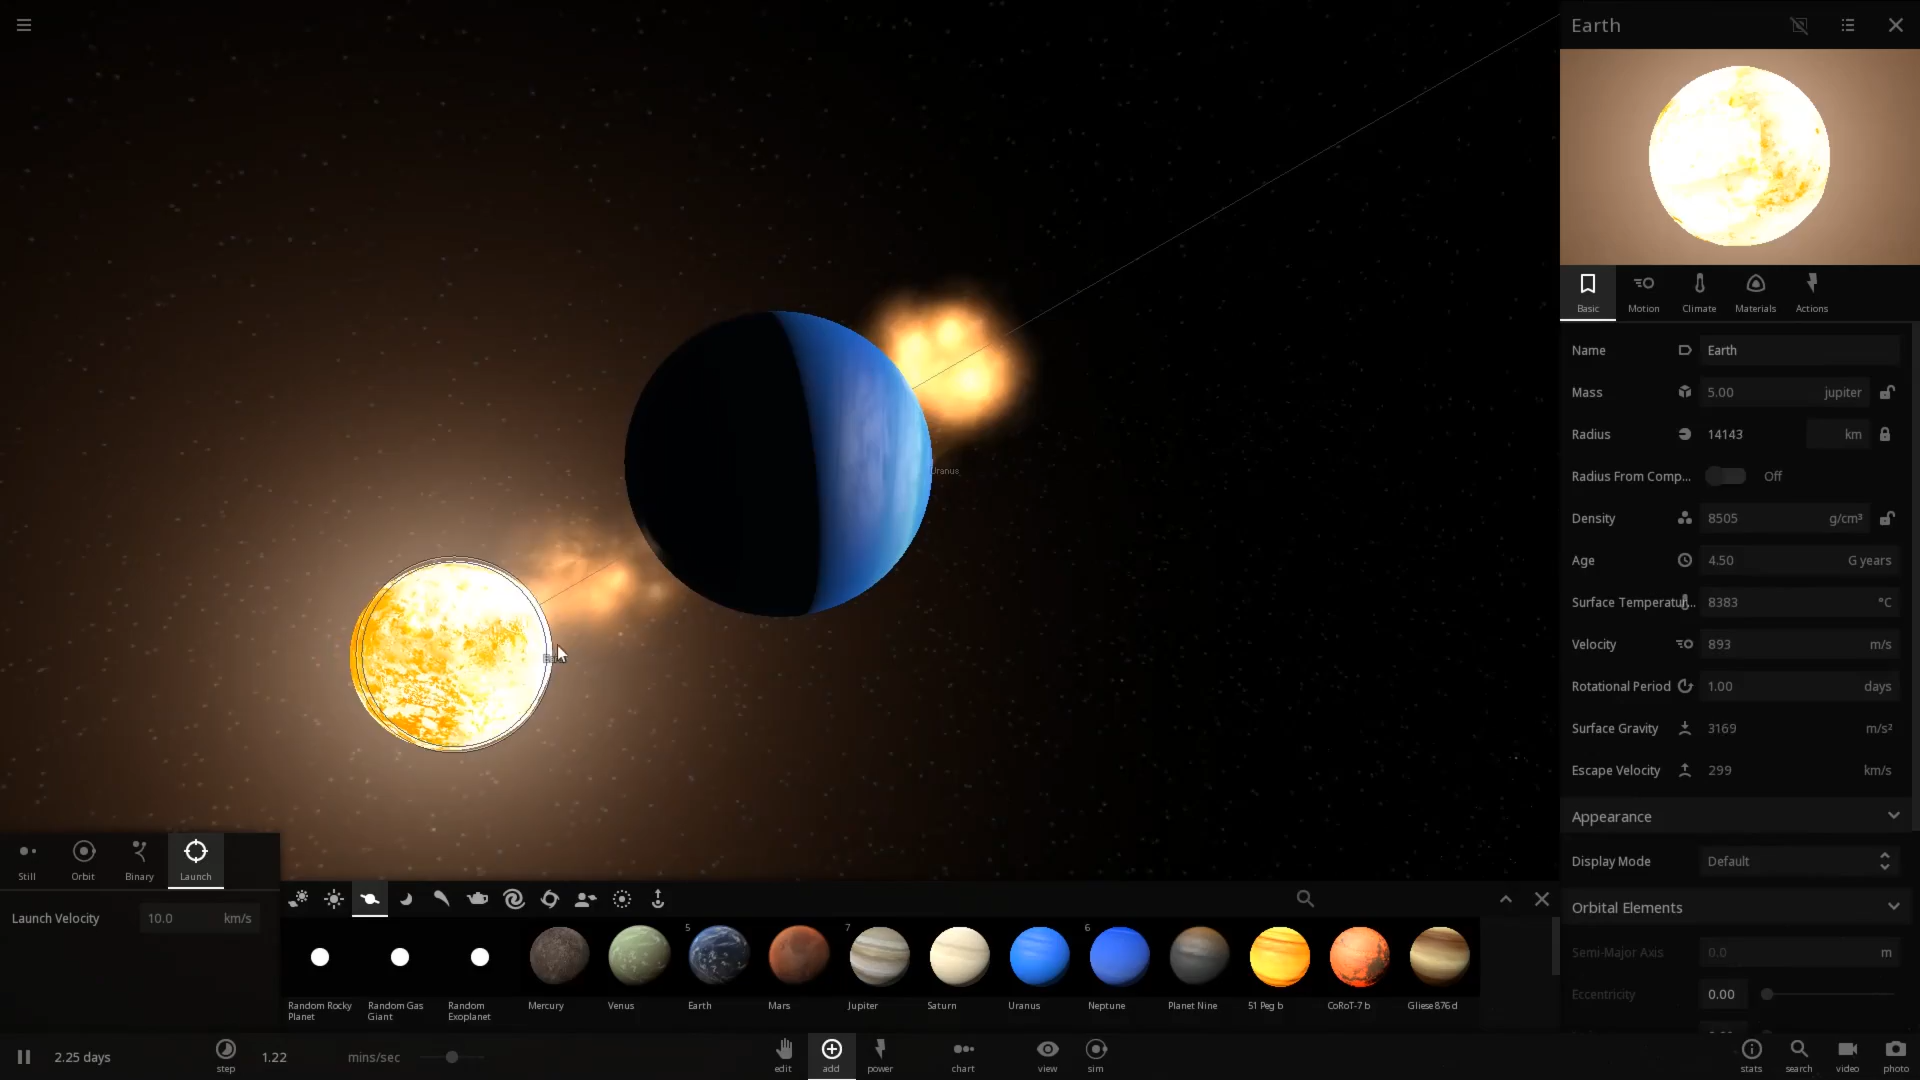 Earth
Basic
Motion
Climate
Materials
Actions
Name
Earth
Mass
5.00
jupiter
Radius
14143
km
Radius From Comp...
Off
Density
8505
g/cm³
Age
4.50
G years
Surface Temperatur...
8383
°C
Velocity
893
m/s
Rotational Period
1.00
days
Surface Gravity
3169
m/s²
Escape Velocity
299
km/s
Appearance
Display Mode
Default
Orbital Elements
Semi-Major Axis
0.0
m
Eccentricity
0.00
Uranus
Still
Orbit
Binary
Launch
Launch Velocity
10.0
km/s
5
7
6
Random Rocky
Planet
Random Gas
Giant
Random
Exoplanet
Mercury
Venus
Earth
Mars
Jupiter
Saturn
Uranus
Neptune
Planet Nine
51 Peg b
CoRoT-7 b
Gliese 876 d
2.25 days
step
1.22
mins/sec
edit
add
power
chart
view
sim
stats
search
video
photo